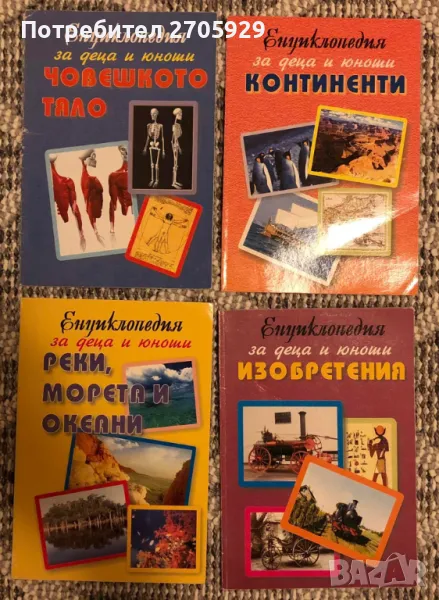 Потребител 2705929
Енциклопедия
за деца и юноши
ЧОВЕШКОТО
ТЯЛО
Енциклопедия
за деца и юноши
КОНТИНЕНТИ
Енциклопедия
за деца и юноши
РЕКИ,
МОРЕТА И
ОКЕАНИ
Енциклопедия
за деца и юноши
ИЗОБРЕТЕНИЯ
bazar